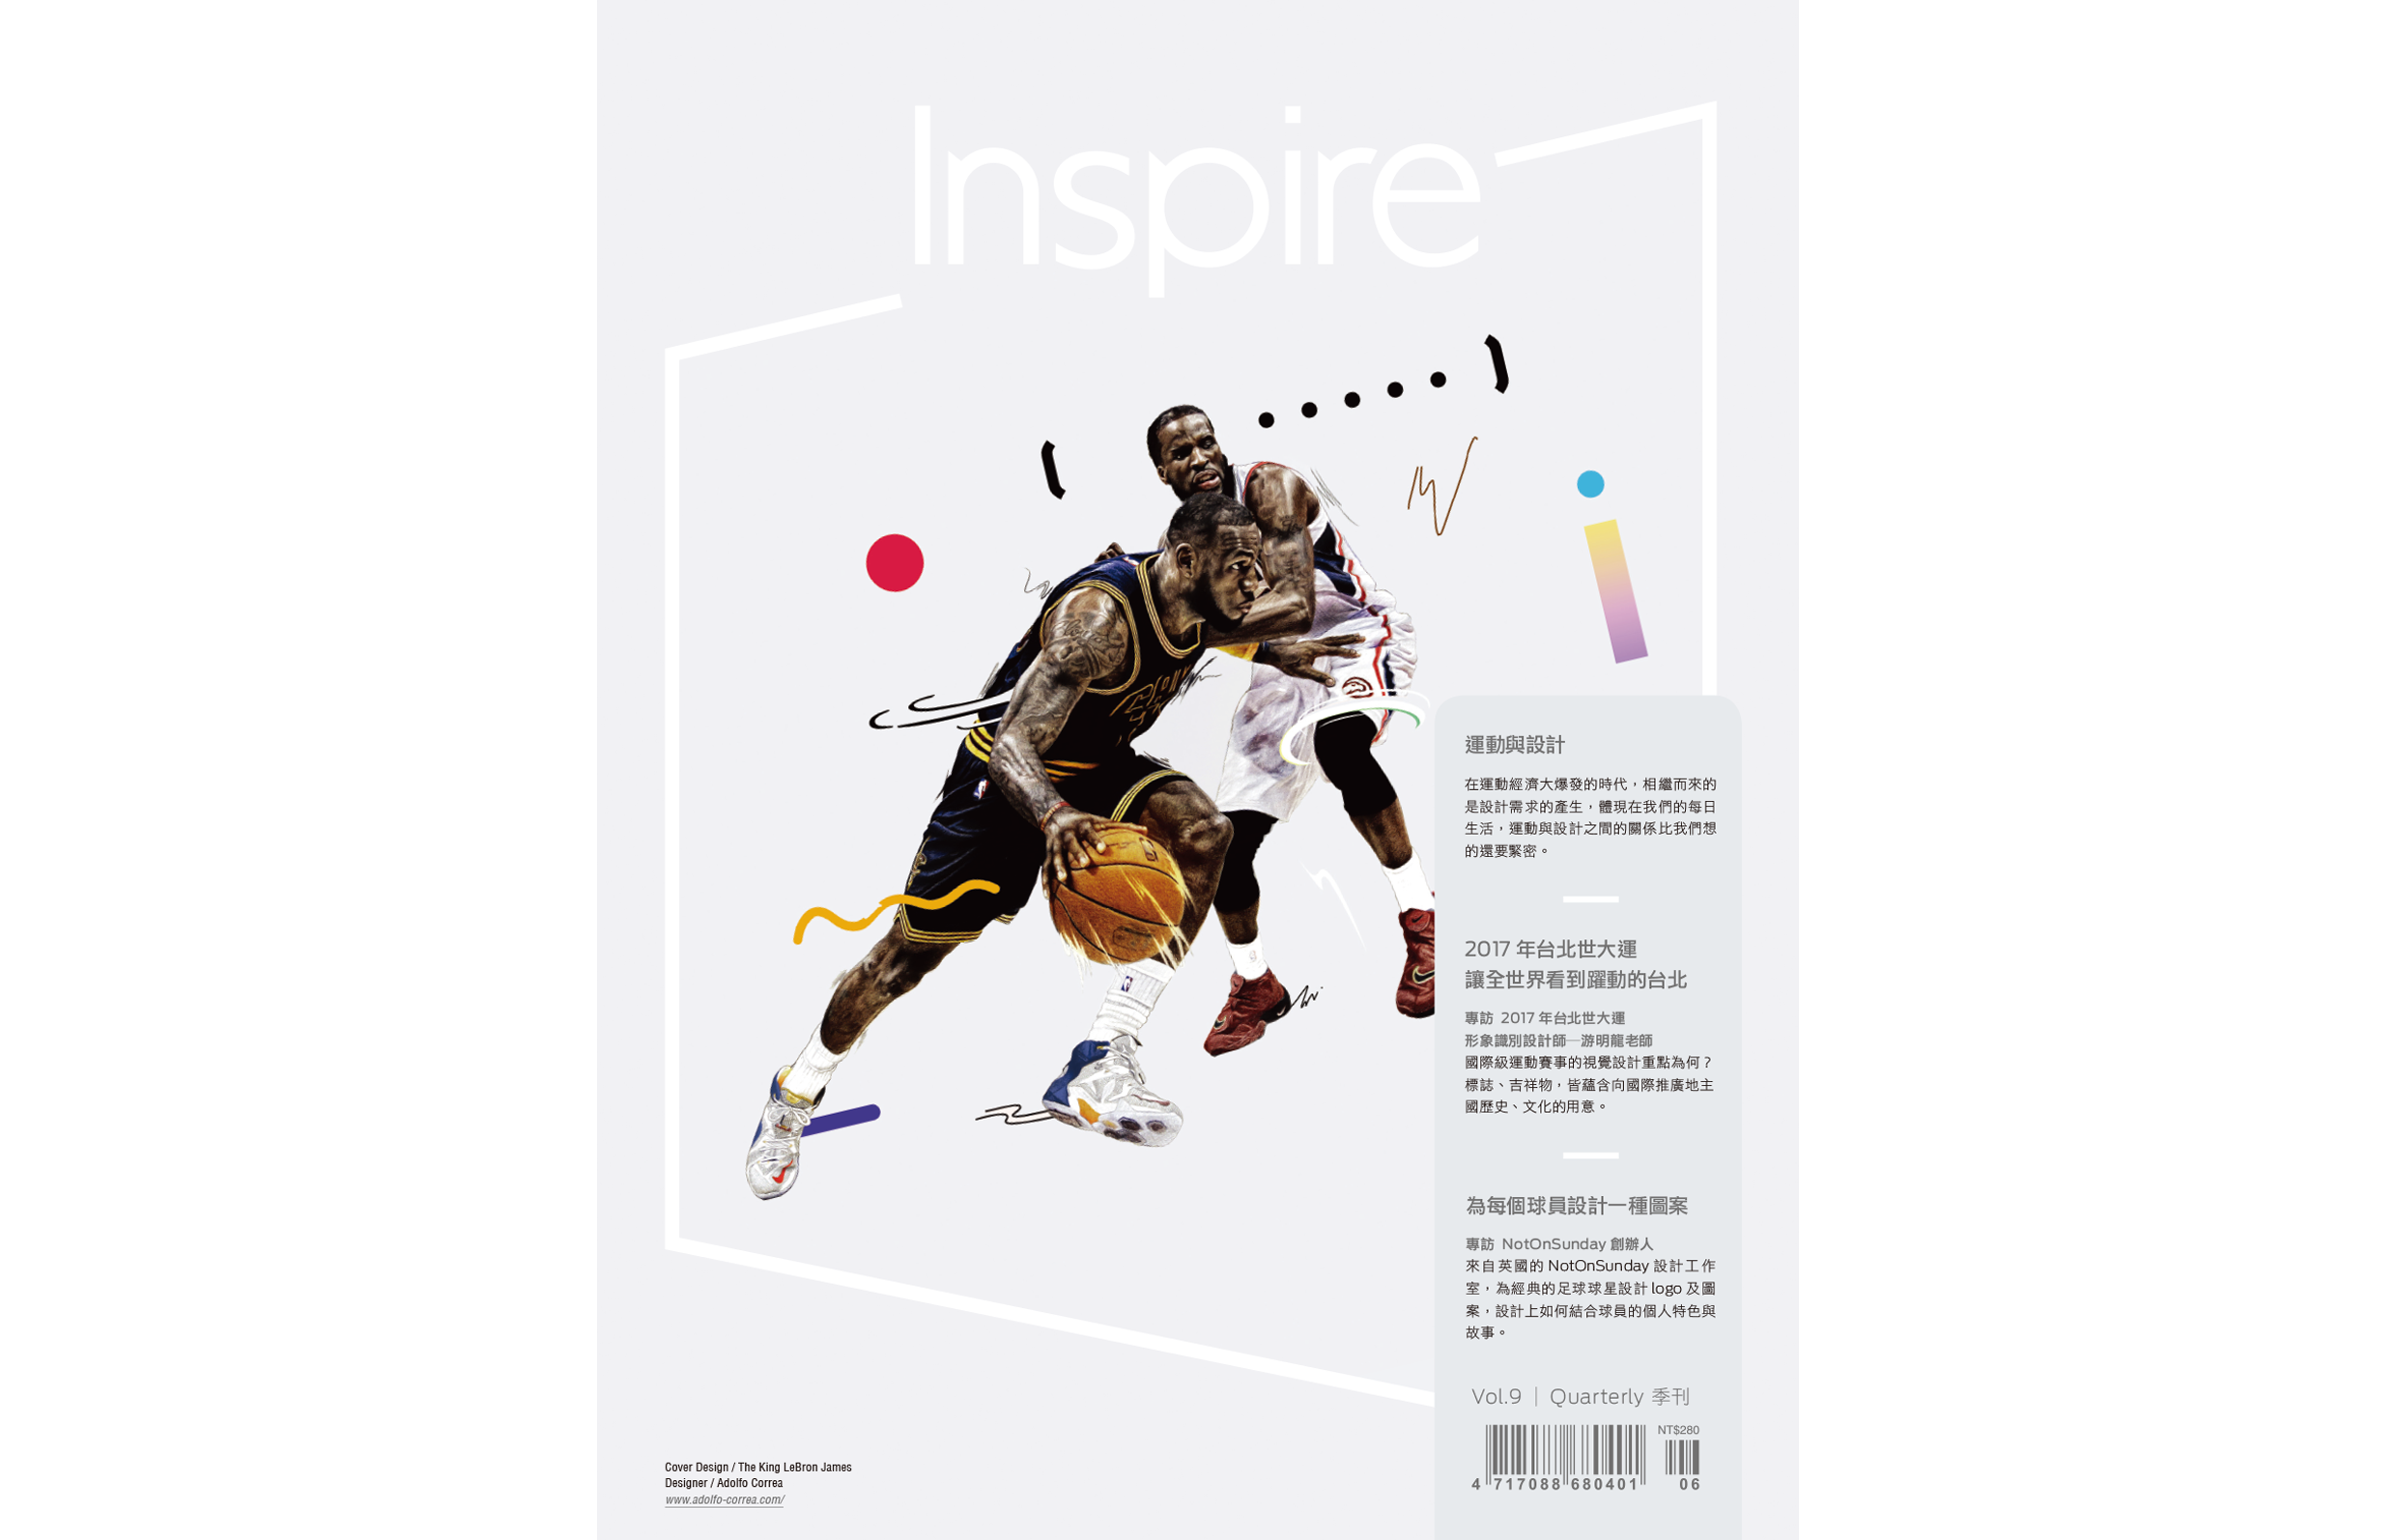 Inspire
運動與設計
在運動經濟大爆發的時代，相繼而來的
是設計需求的產生，體現在我們的每日
生活，運動與設計之間的關係比我們想
的還要緊密。
2017 年台北世大運
讓全世界看到躍動的台北
專訪 2017 年台北世大運
形象識別設計師─游明龍老師
國際級運動賽事的視覺設計重點為何？
標誌、吉祥物，皆蘊含向國際推廣地主
國歷史、文化的用意。
為每個球員設計一種圖案
專訪 NotOnSunday 創辦人
來自英國的 NotOnSunday 設計工作
室，為經典的足球球星設計 logo 及圖
案，設計上如何結合球員的個人特色與
故事。
Vol.9 | Quarterly 季刊
NT$280
4 717088 680401 06
Cover Design / The King LeBron James
Designer / Adolfo Correa
www.adolfo-correa.com/